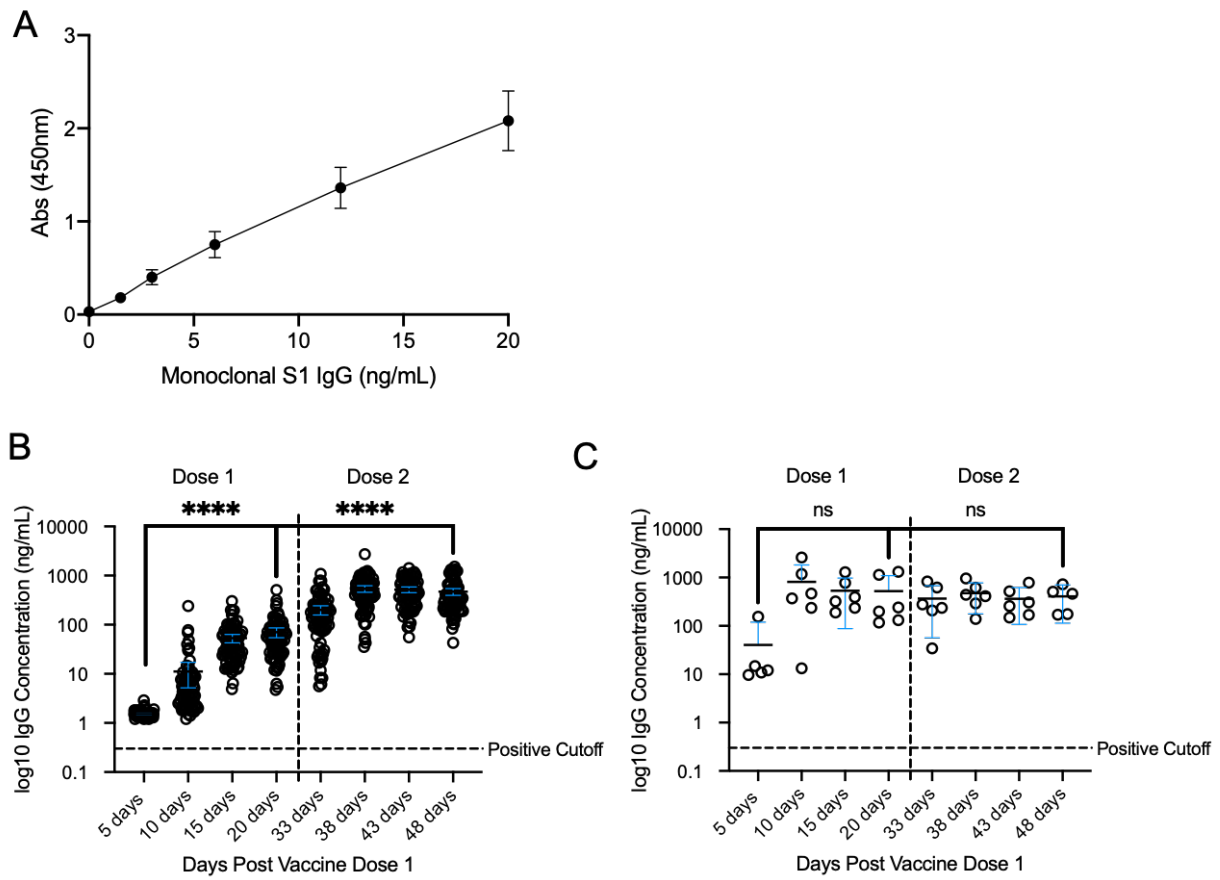 A
3
2
1
0
Abs (450nm)
0 5 10 15 20
Monoclonal S1 IgG (ng/mL)
B
Dose 1 Dose 2
**** ****
10000
1000
100
10
1
0.1
log10 IgG Concentration (ng/mL)
Positive Cutoff
5 days 10 days 15 days 20 days 33 days 38 days 43 days 48 days
Days Post Vaccine Dose 1
C
Dose 1 Dose 2
ns ns
10000
1000
100
10
1
0.1
log10 IgG Concentration (ng/mL)
Positive Cutoff
5 days 10 days 15 days 20 days 33 days 38 days 43 days 48 days
Days Post Vaccine Dose 1